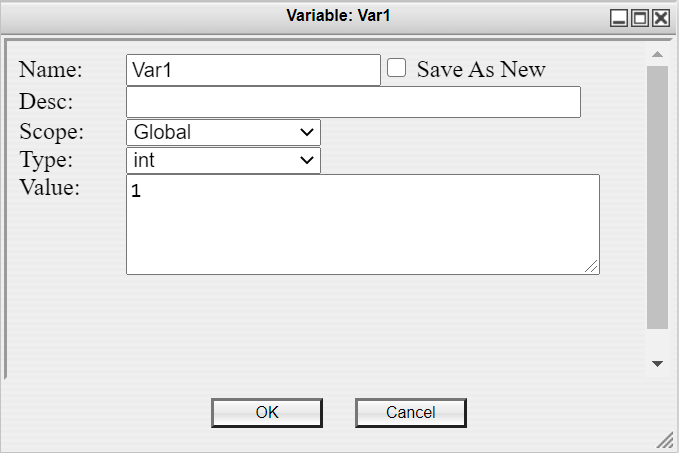 Variable: Var1
Name: Var1 Save As New
Desc:
Scope: Global
Type: int
Value: 1
OK Cancel